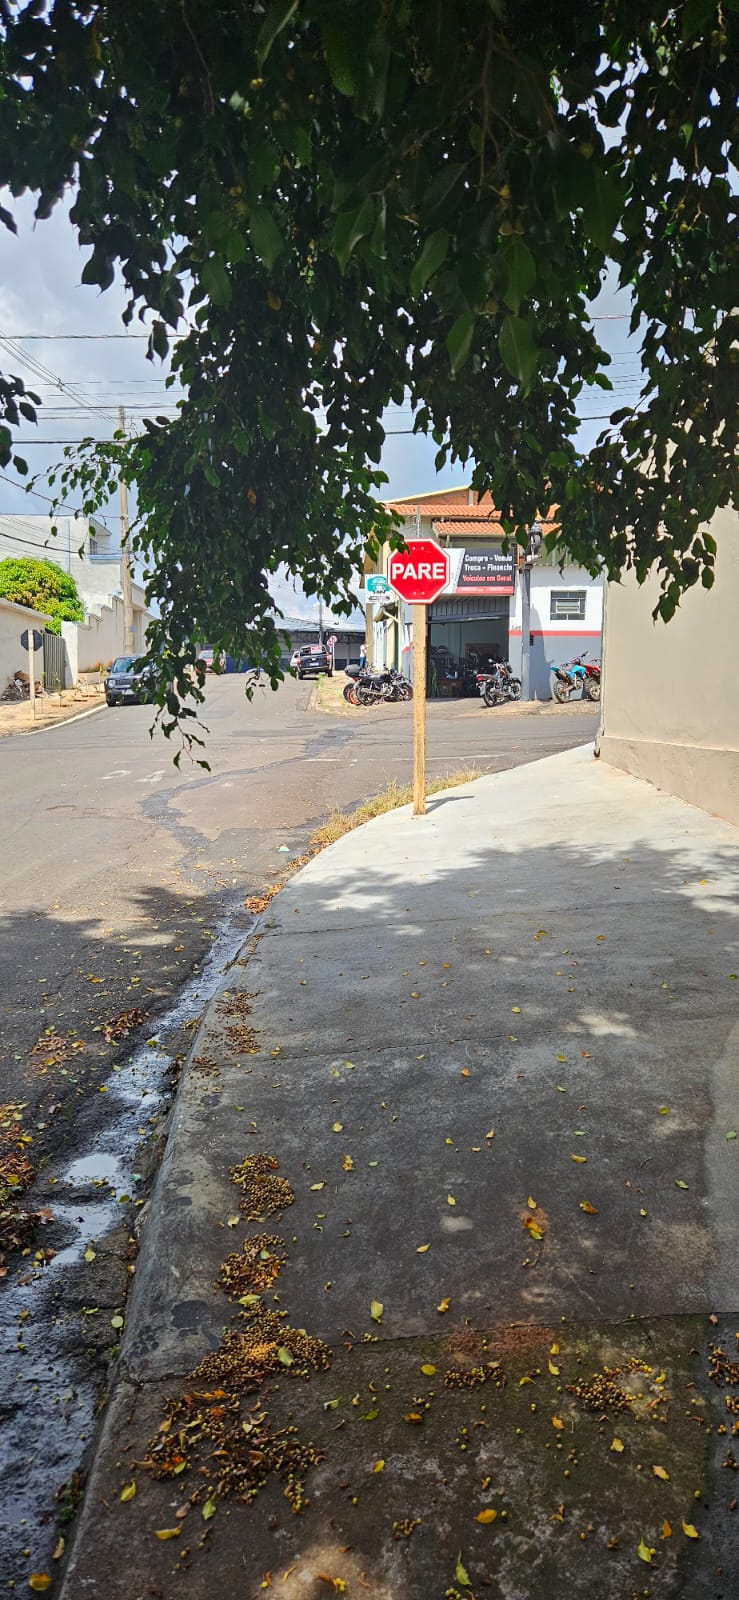 PARE
Compra - Venda
Troca - Financia
Veículos em Geral